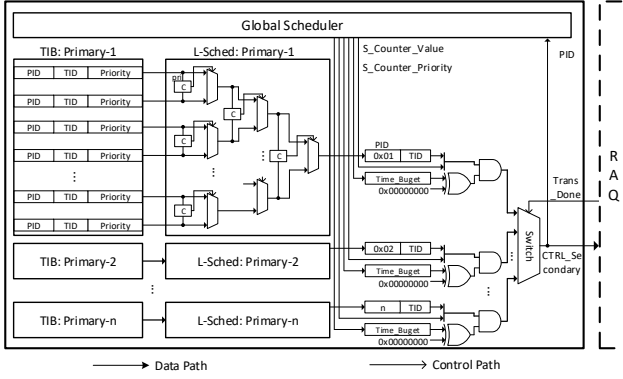 Global Scheduler
TIB: Primary-1
L-Sched: Primary-1
S_Counter_Value
S_Counter_Priority
PID
PID TID Priority
pri
C
PID TID Priority
C
PID TID Priority
C
PID TID Priority
C
C
PID TID Priority
C
PID TID Priority
PID
0x01 TID
Time_Buget
0x00000000
R
A
Q
Trans
_Done
Switch
CTRL_Se
condary
TIB: Primary-2
L-Sched: Primary-2
0x02 TID
Time_Buget
0x00000000
TIB: Primary-n
L-Sched: Primary-n
n TID
Time_Buget
0x00000000
Data Path
Control Path